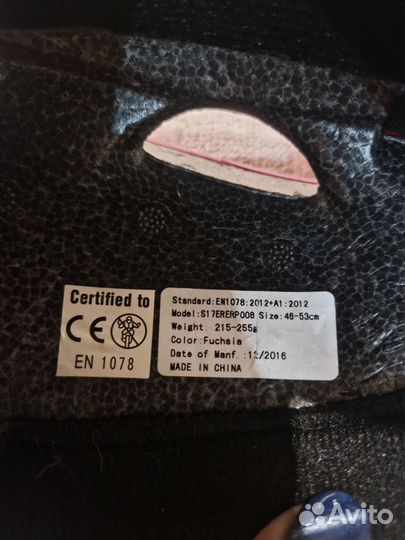 Certified to
CE
EN 1078
Standard:EN1078:2012+A1:2012
Model:S17ERERP008 Size:46-53cm
Weight: 215-255g
Color:Fuchsia
Date of Manf.:12/2016
MADE IN CHINA
Avito